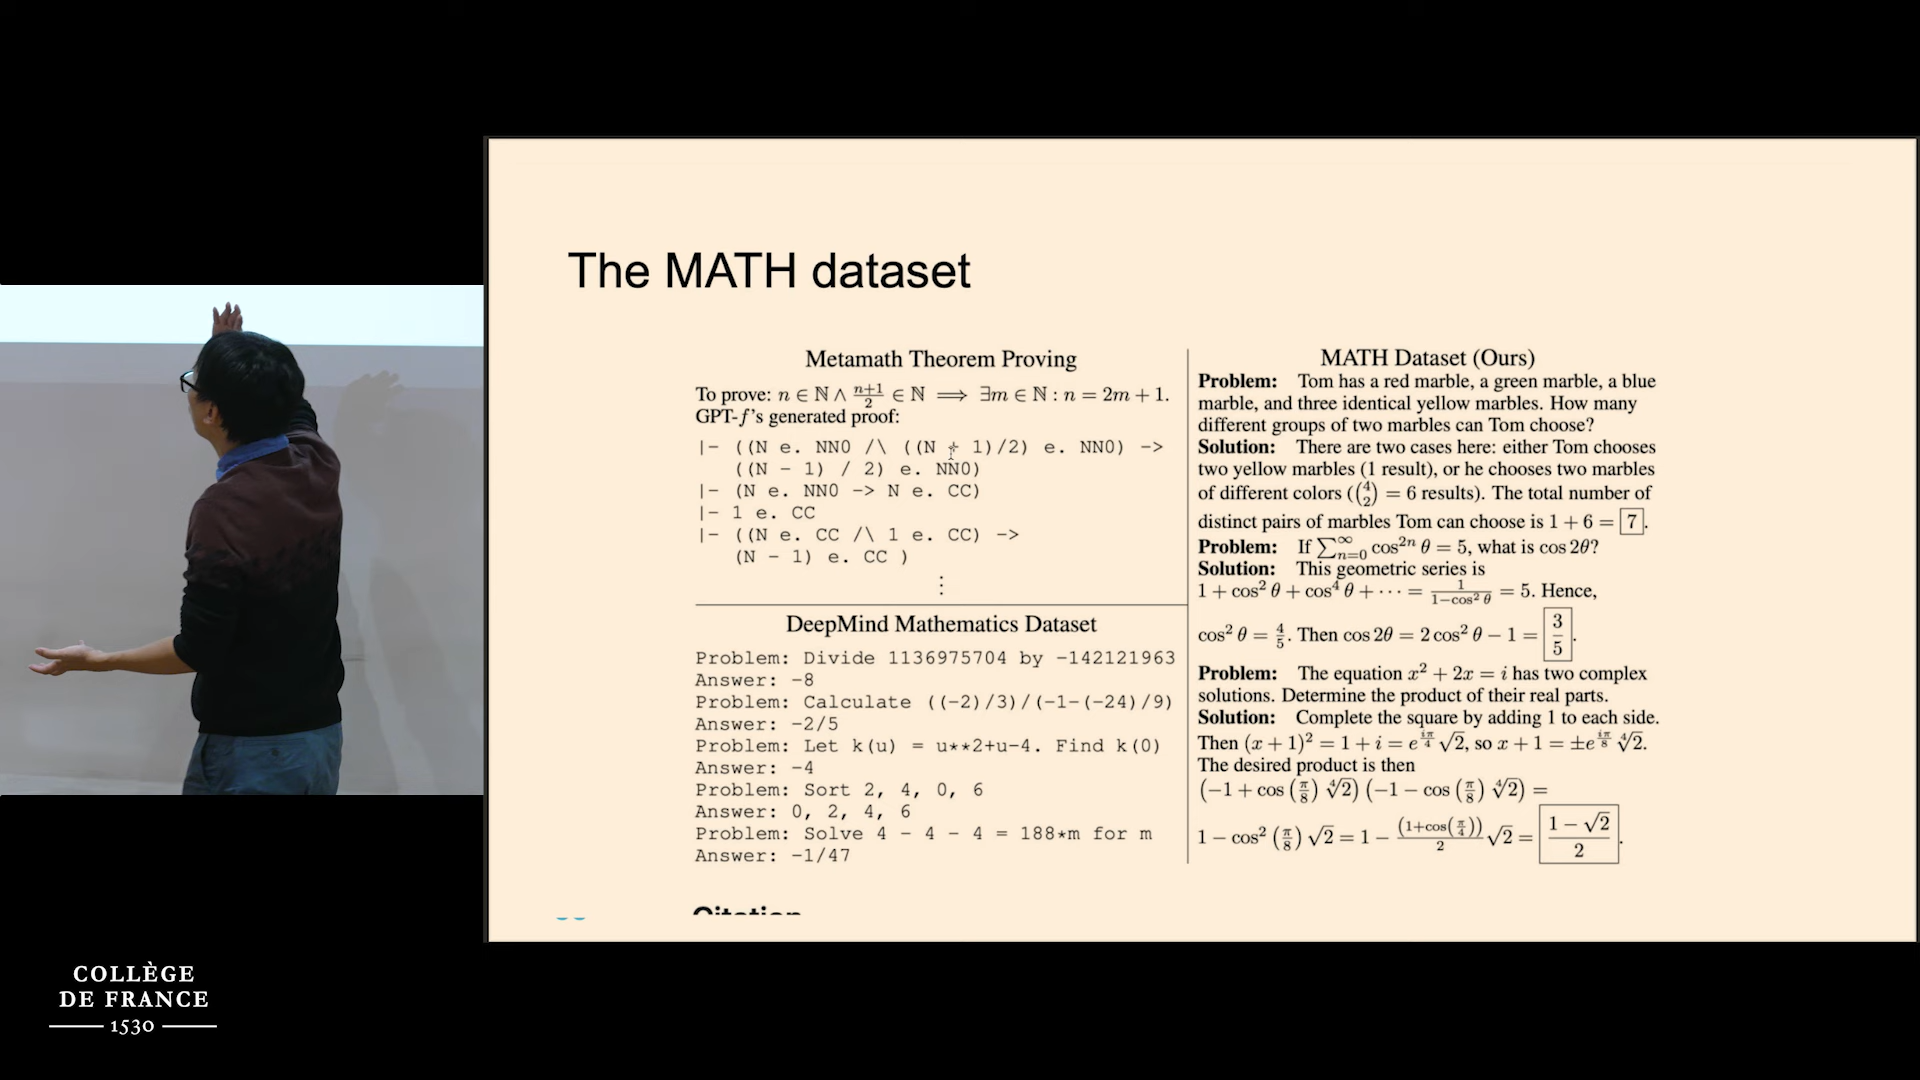 The MATH dataset
Metamath Theorem Proving
To prove: n ∈ ℕ ∧ (n+1)/2 ∈ ℕ ⟹ ∃m ∈ ℕ : n = 2m + 1.
GPT-f's generated proof:
|- ((N e. NN0 /\ ((N + 1)/2) e. NN0) ->
((N - 1) / 2) e. NN0)
|- (N e. NN0 -> N e. CC)
|- 1 e. CC
|- ((N e. CC /\ 1 e. CC) ->
(N - 1) e. CC )
⋮
DeepMind Mathematics Dataset
Problem: Divide 1136975704 by -142121963
Answer: -8
Problem: Calculate ((-2)/3)/(-1-(-24)/9)
Answer: -2/5
Problem: Let k(u) = u**2+u-4. Find k(0)
Answer: -4
Problem: Sort 2, 4, 0, 6
Answer: 0, 2, 4, 6
Problem: Solve 4 - 4 - 4 = 188*m for m
Answer: -1/47
MATH Dataset (Ours)
Problem: Tom has a red marble, a green marble, a blue
marble, and three identical yellow marbles. How many
different groups of two marbles can Tom choose?
Solution: There are two cases here: either Tom chooses
two yellow marbles (1 result), or he chooses two marbles
of different colors ((4 2) = 6 results). The total number of
distinct pairs of marbles Tom can choose is 1 + 6 = 7.
Problem: If ∑_{n=0}^{∞} cos^{2n} θ = 5, what is cos 2θ?
Solution: This geometric series is
1 + cos² θ + cos⁴ θ + ⋯ = 1/(1−cos² θ) = 5. Hence,
cos² θ = 4/5. Then cos 2θ = 2 cos² θ − 1 = 3/5.
Problem: The equation x² + 2x = i has two complex
solutions. Determine the product of their real parts.
Solution: Complete the square by adding 1 to each side.
Then (x + 1)² = 1 + i = e^{iπ/4} √2, so x + 1 = ±e^{iπ/8} ∜2.
The desired product is then
(−1 + cos (π/8) ∜2) (−1 − cos (π/8) ∜2) =
1 − cos² (π/8) √2 = 1 − (1+cos(π/4))/2 √2 = (1 − √2)/2.
Citation
COLLÈGE
DE FRANCE
1530